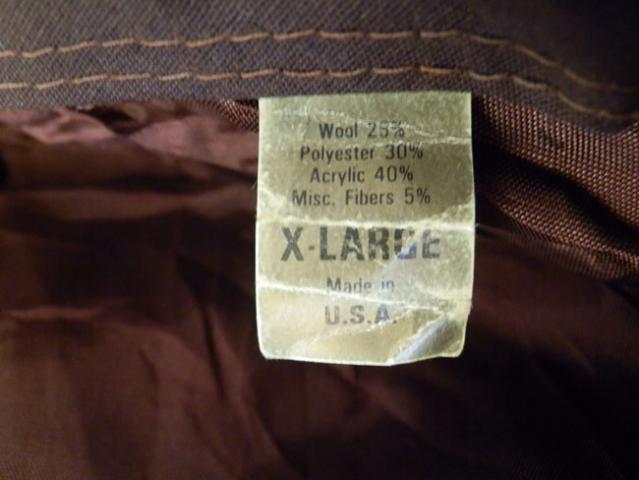 Wool 25%
Polyester 30%
Acrylic 40%
Misc. Fibers 5%
X-LARGE
Made in
U.S.A.